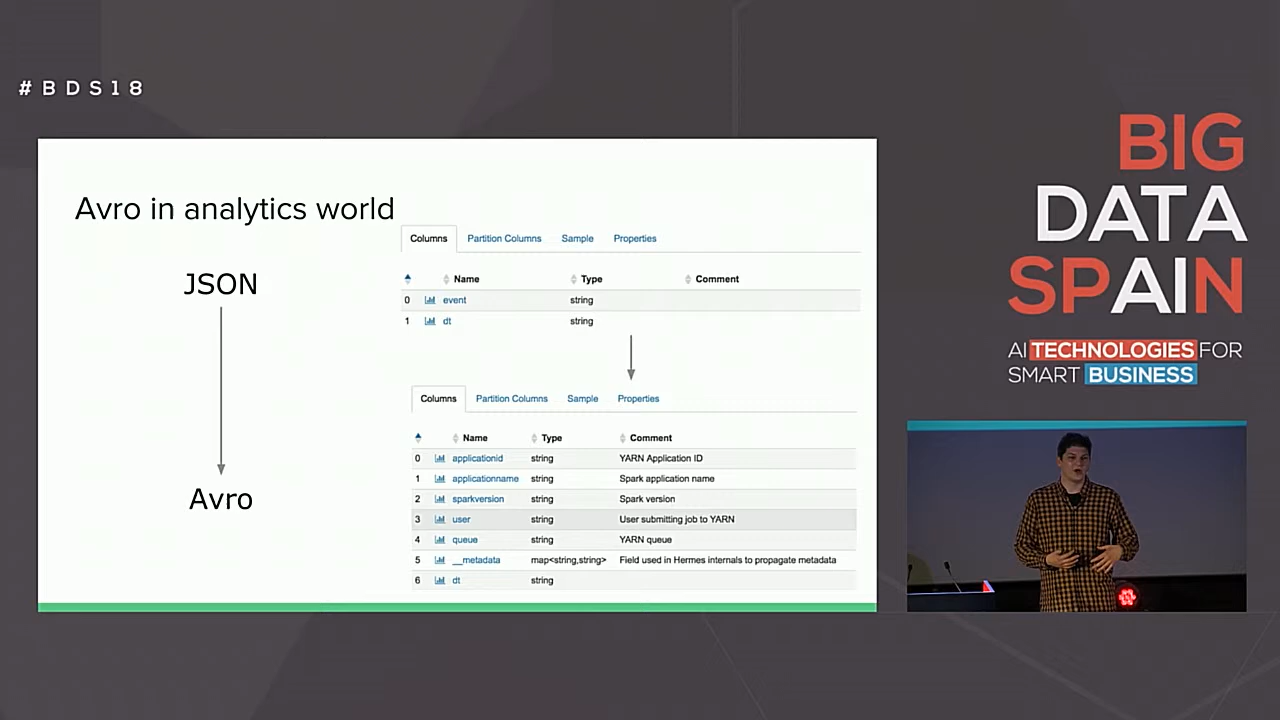 #BDS18
Avro in analytics world
JSON
Avro
Columns Partition Columns Sample Properties
Name Type Comment
0 event string
1 dt string
Columns Partition Columns Sample Properties
Name Type Comment
0 applicationid string YARN Application ID
1 applicationname string Spark application name
2 sparkversion string Spark version
3 user string User submitting job to YARN
4 queue string YARN queue
5 __metadata map<string,string> Field used in Hermes internals to propagate metadata
6 dt string
BIG
DATA
SPAIN
AI TECHNOLOGIES FOR
SMART BUSINESS